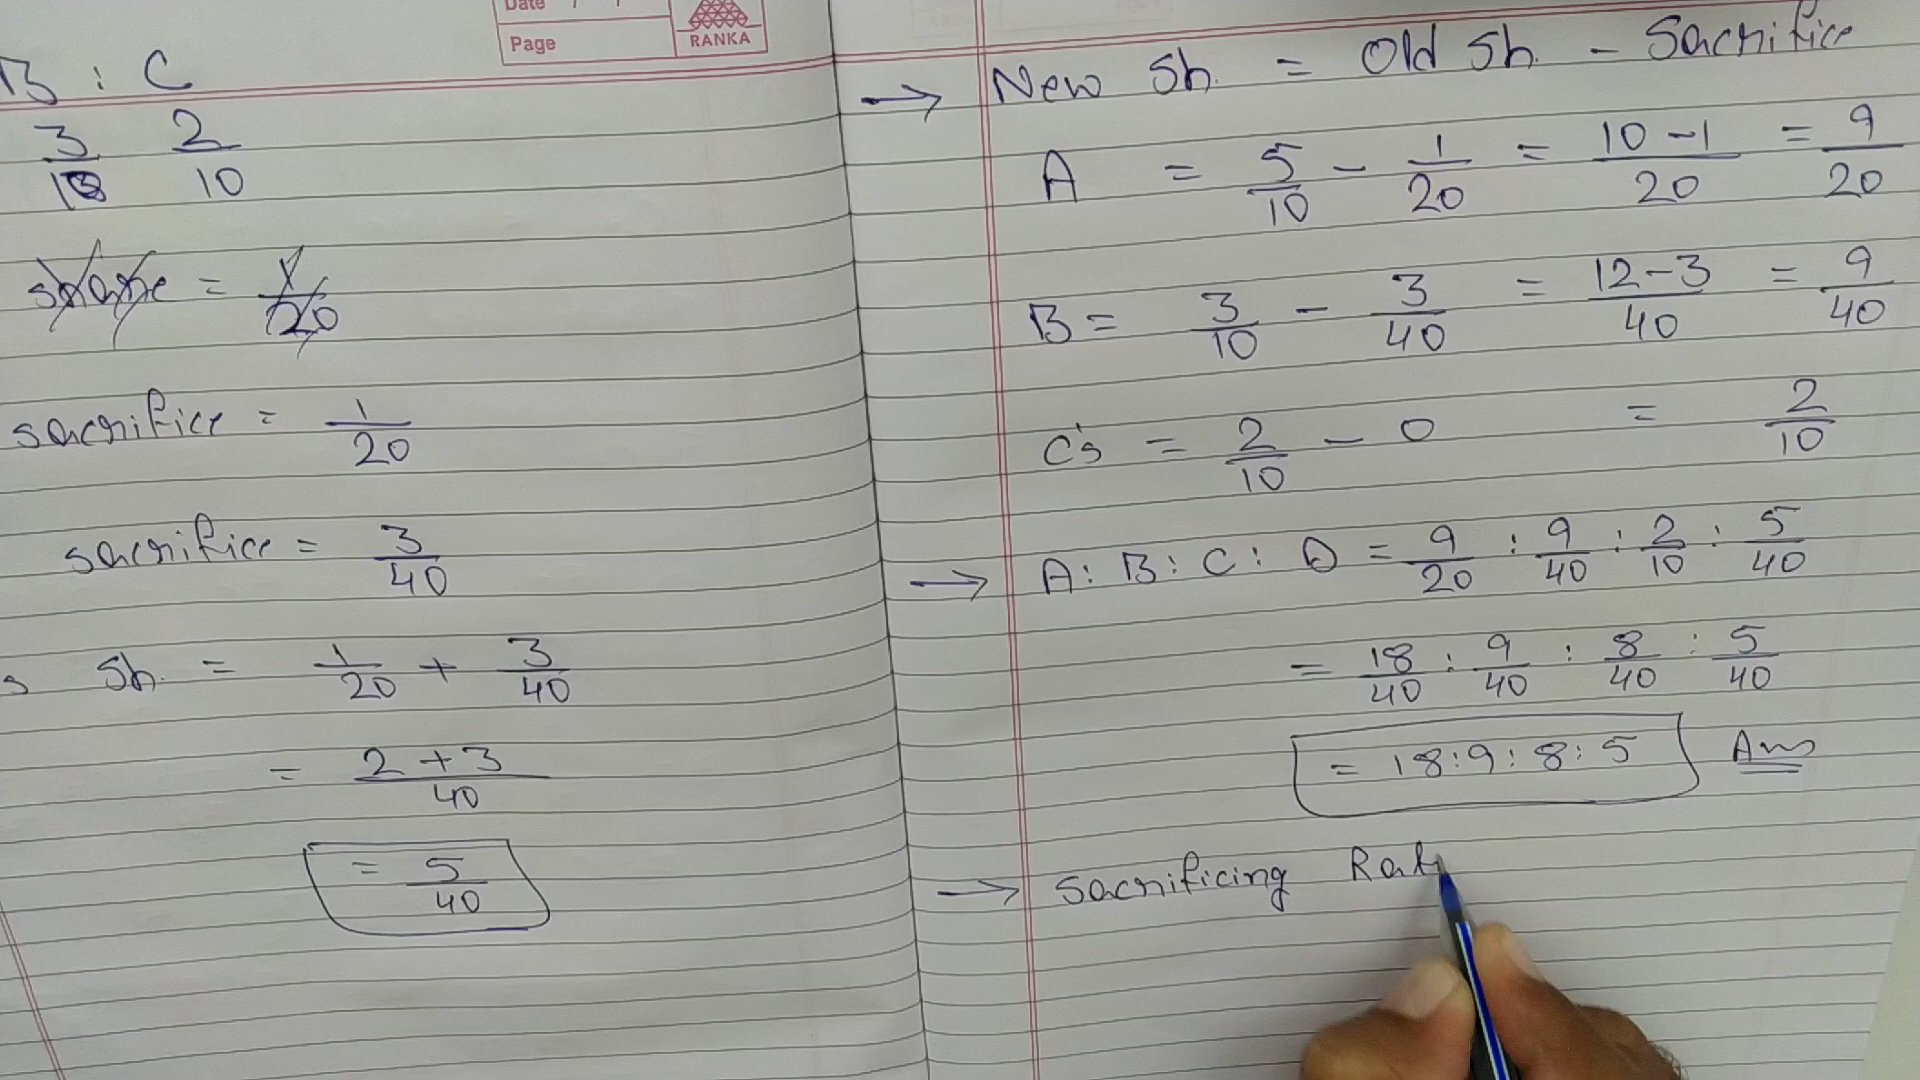 Date / /
Page
RANKA
B : C
3/10 2/10
share = 1/20
sacrifice = 1/20
sacrifice = 3/40
s Sh. = 1/20 + 3/40
= 2+3/40
= 5/40
→ New Sh. = Old Sh. - Sacrifice
A = 5/10 - 1/20 = 10-1/20 = 9/20
B = 3/10 - 3/40 = 12-3/40 = 9/40
C's = 2/10 - 0 = 2/10
→ A : B : C : D = 9/20 : 9/40 : 2/10 : 5/40
= 18/40 : 9/40 : 8/40 : 5/40
= 18:9:8:5 Ans
→ Sacrificing Rati